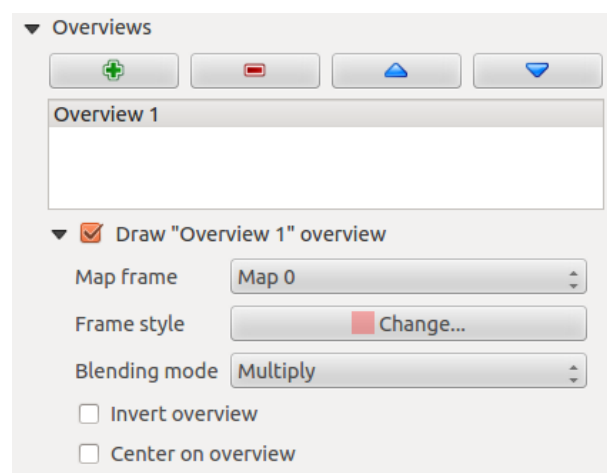 Overviews
Overview 1
Draw "Overview 1" overview
Map frame Map 0
Frame style Change...
Blending mode Multiply
Invert overview
Center on overview